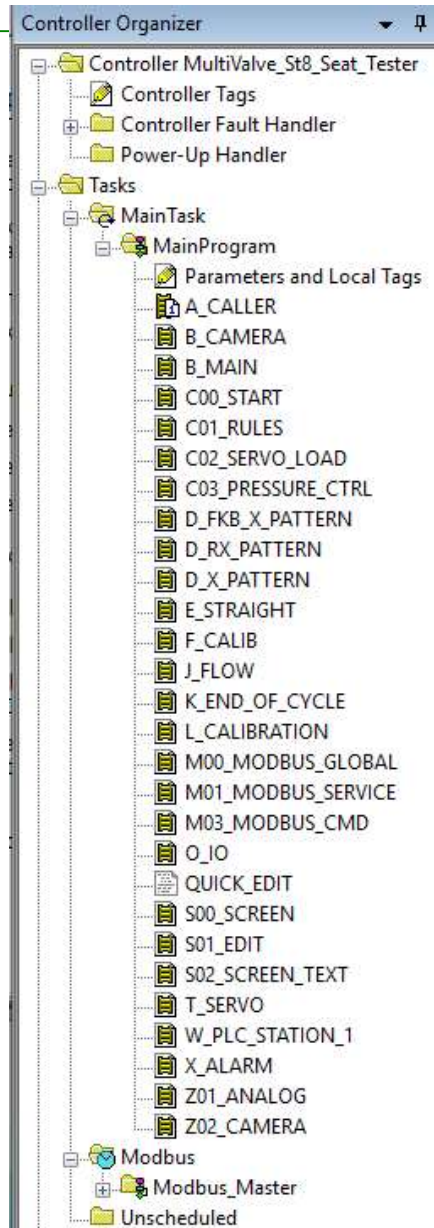 Controller Organizer
Controller MultiValve_St8_Seat_Tester
Controller Tags
Controller Fault Handler
Power-Up Handler
Tasks
MainTask
MainProgram
Parameters and Local Tags
A_CALLER
B_CAMERA
B_MAIN
C00_START
C01_RULES
C02_SERVO_LOAD
C03_PRESSURE_CTRL
D_FKB_X_PATTERN
D_RX_PATTERN
D_X_PATTERN
E_STRAIGHT
F_CALIB
J_FLOW
K_END_OF_CYCLE
L_CALIBRATION
M00_MODBUS_GLOBAL
M01_MODBUS_SERVICE
M03_MODBUS_CMD
O_IO
QUICK_EDIT
S00_SCREEN
S01_EDIT
S02_SCREEN_TEXT
T_SERVO
W_PLC_STATION_1
X_ALARM
Z01_ANALOG
Z02_CAMERA
Modbus
Modbus_Master
Unscheduled